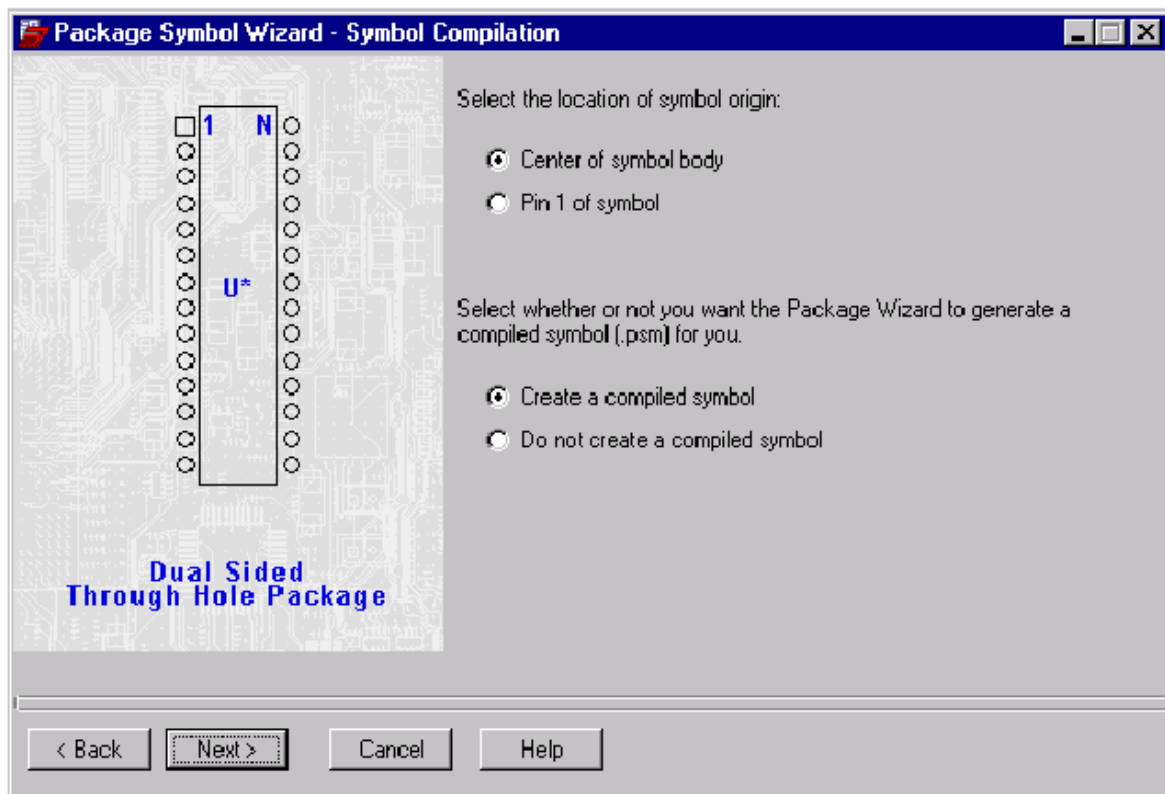 Package Symbol Wizard - Symbol Compilation
1 N
U*
Dual Sided
Through Hole Package
Select the location of symbol origin:
Center of symbol body
Pin 1 of symbol
Select whether or not you want the Package Wizard to generate a
compiled symbol (.psm) for you.
Create a compiled symbol
Do not create a compiled symbol
< Back Next > Cancel Help